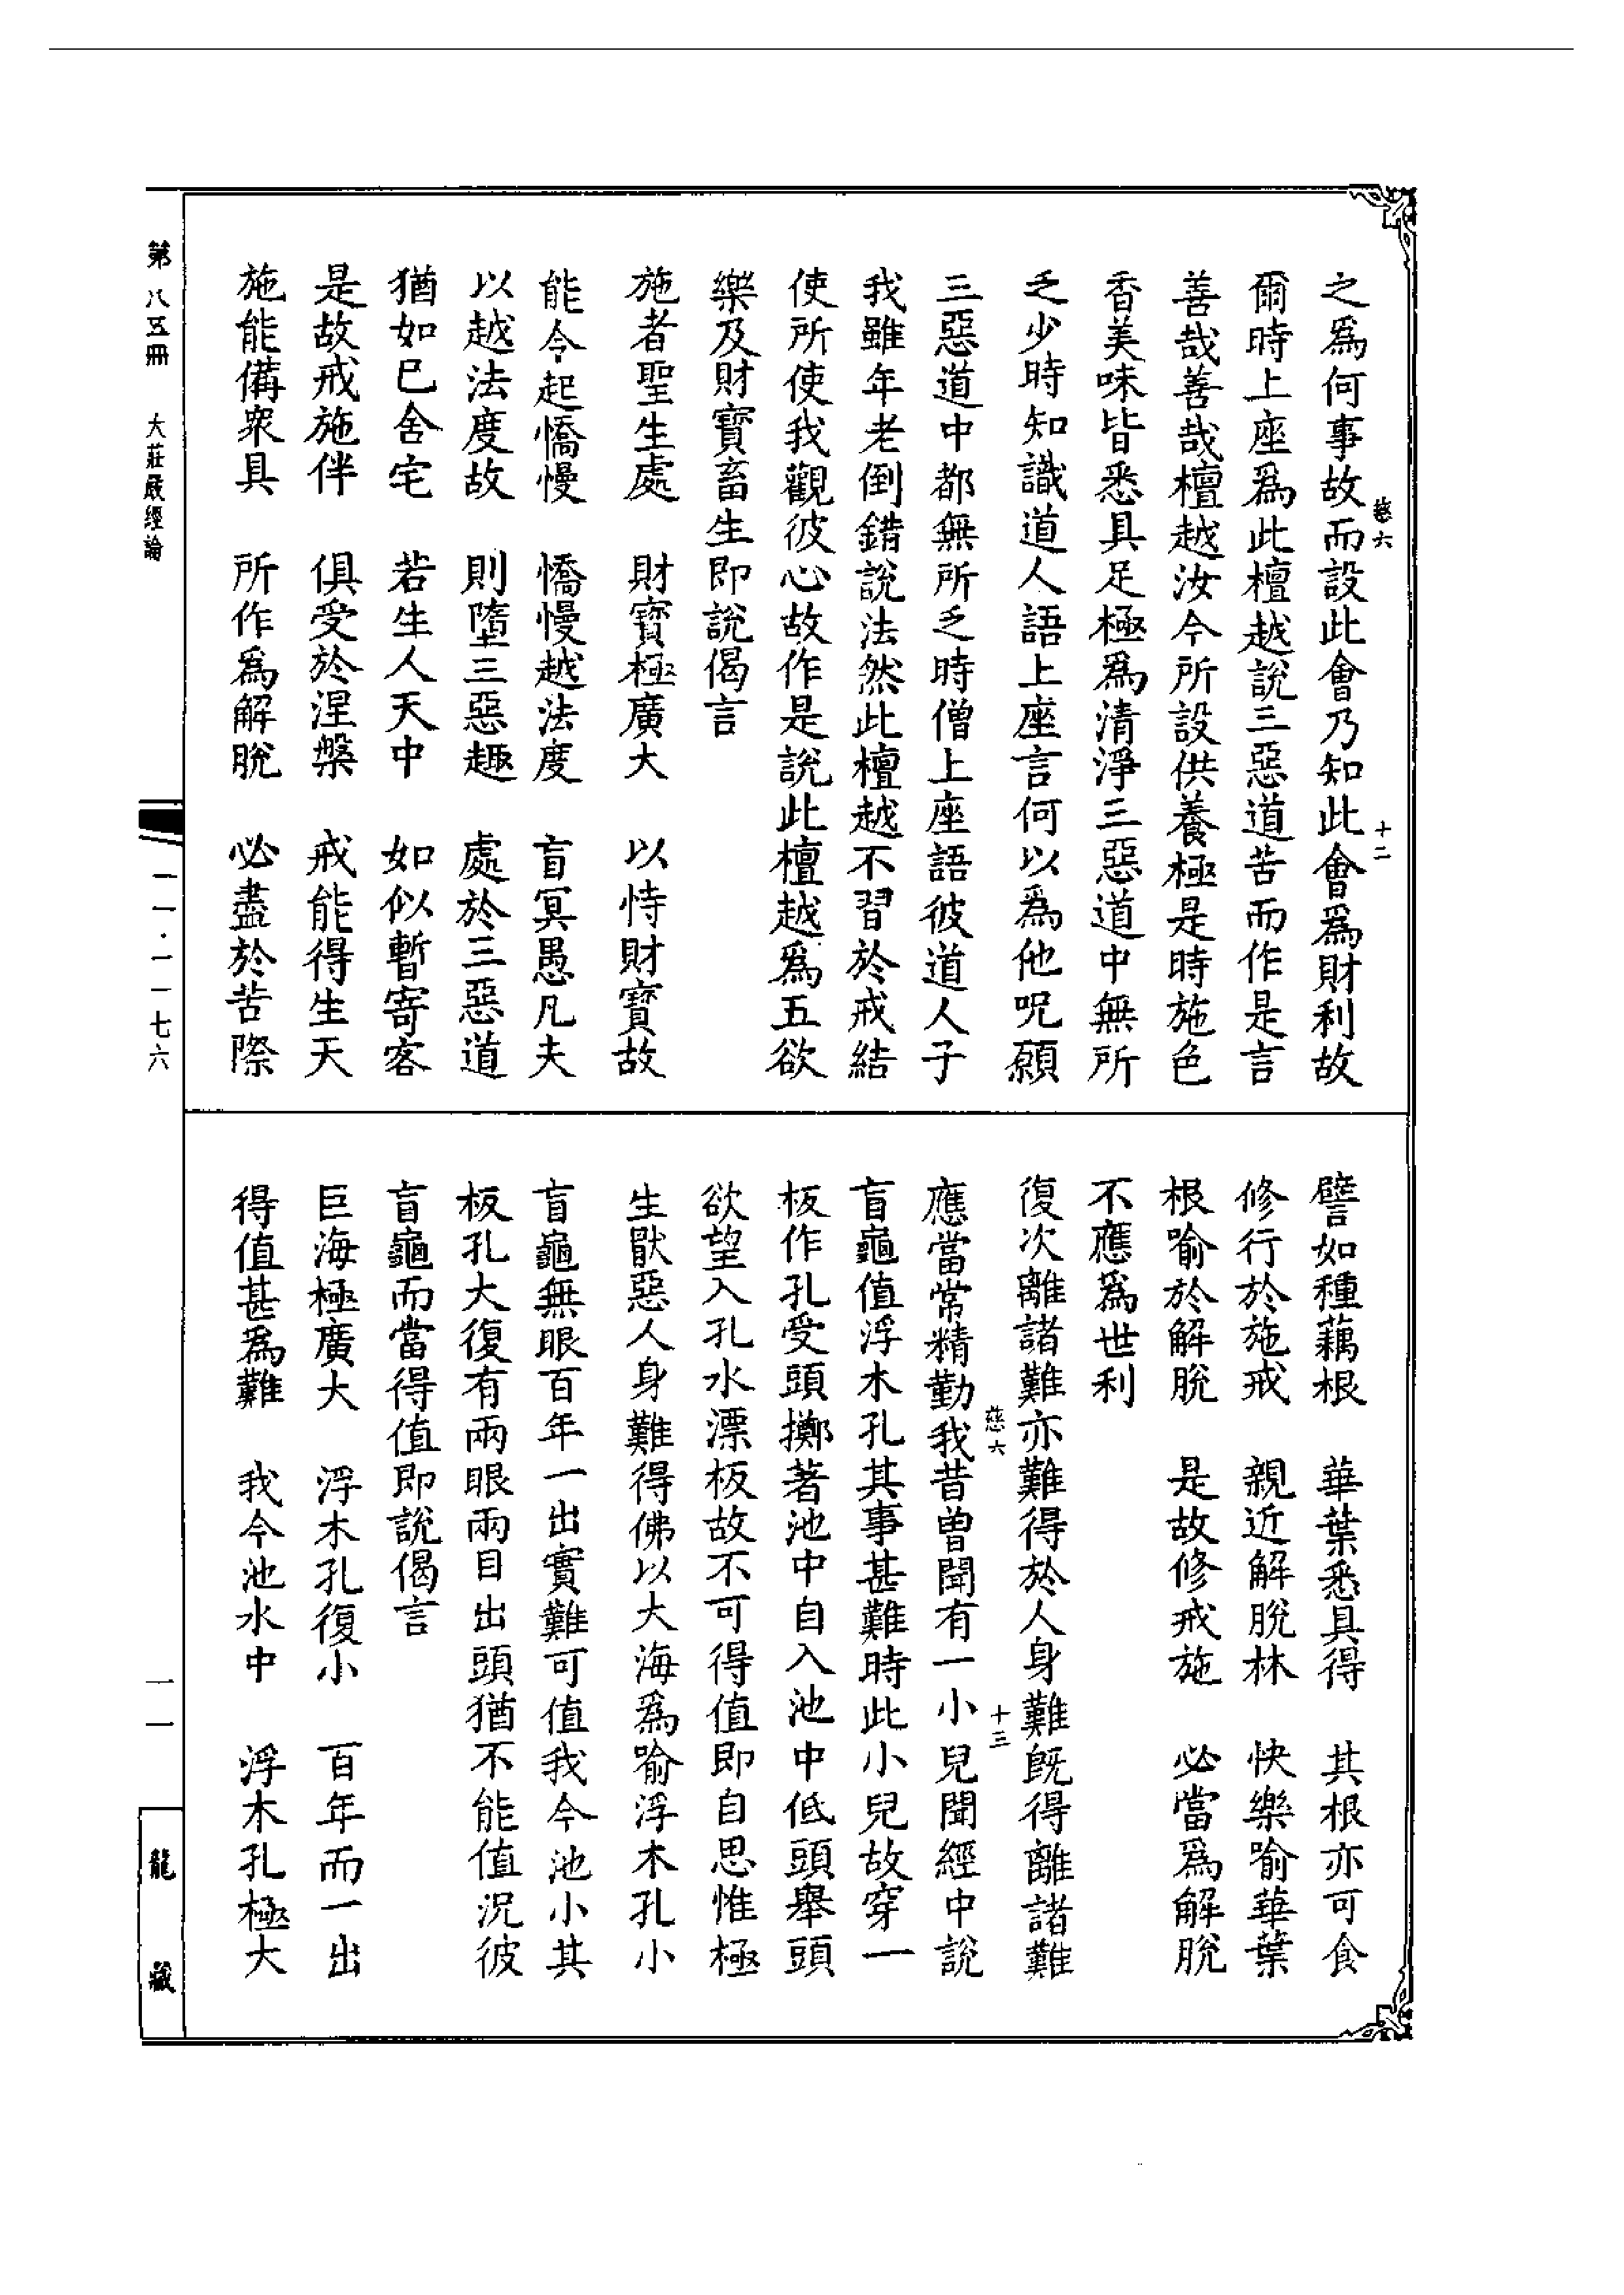 之爲何事故而設此會乃知此會爲財利故
爾時上座爲此檀越說三惡道苦而作是言
善哉善哉檀越汝今所設供養極是時施色
香美味皆悉具足極爲清淨三惡道中無所
乏少時知識道人語上座言何以爲他呪願
三惡道中都無所乏時僧上座語彼道人子
我雖年老倒錯說法然此檀越不習於戒結
使所使我觀彼心故作是說此檀越爲五欲
樂及財寶畜生即說偈言
施者聖生處　財寶極廣大　以恃財寶故
能令起憍慢　憍慢越法度　盲冥愚凡夫
以越法度故　則墮三惡趣　處於三惡道
猶如已舍宅　若生人天中　如似暫寄客
是故戒施伴　俱受於涅槃　戒能得生天
施能備衆具　所作爲解脫　必盡於苦際
慈六
十二
譬如種藕根　華葉悉具得　其根亦可食
修行於施戒　親近解脫林　快樂喻華葉
根喻於解脫　是故修戒施　必當爲解脫
不應爲世利
復次離諸難亦難得於人身難旣得離諸難
應當常精勤我昔曾聞有一小兒聞經中說
盲龜值浮木孔其事甚難時此小兒故穿一
板作孔受頭擲著池中自入池中低頭舉頭
欲望入孔水漂板故不可得值即自思惟極
生厭惡人身難得佛以大海爲喻浮木孔小
盲龜無眼百年一出實難可值我今池小其
板孔大復有兩眼兩目出頭猶不能值況彼
盲龜而當得值即說偈言
巨海極廣大　浮木孔復小　百年而一出
得值甚爲難　我今池水中　浮木孔極大
慈六
十三
第八五冊　大莊嚴經論
一一·一一七六
一一
龍藏